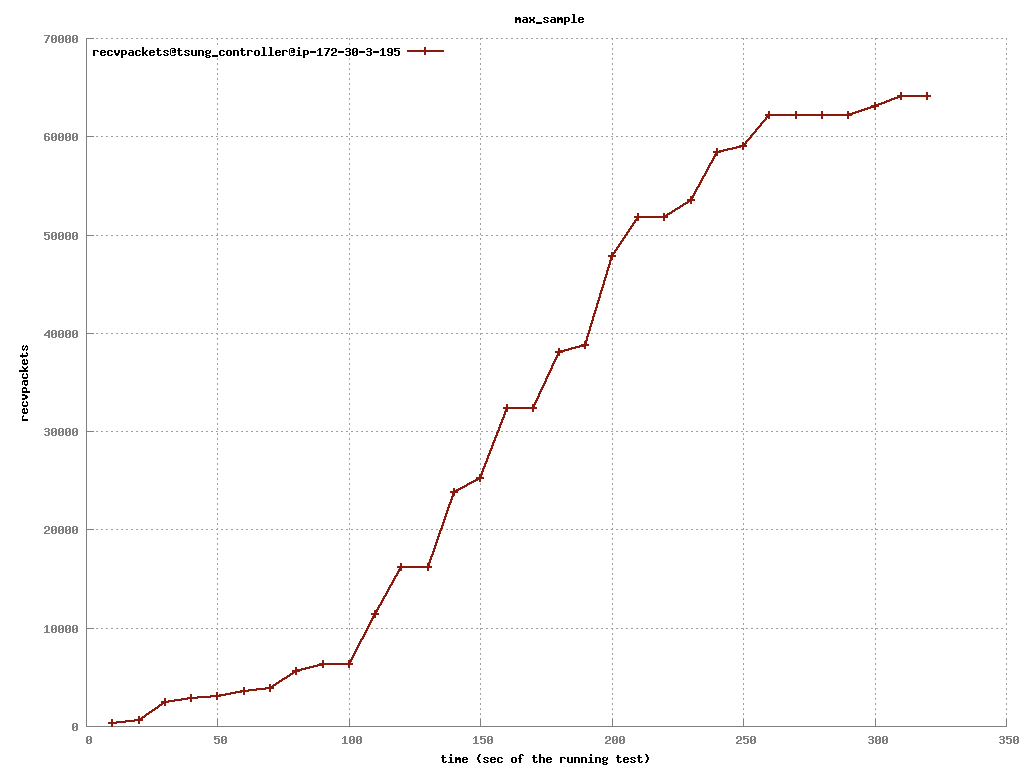 max_sample
70000
recvpackets@tsung_controller@ip-172-30-3-195
60000
50000
40000
recvpackets
30000
20000
10000
0
0 50 100 150 200 250 300 350
time (sec of the running test)